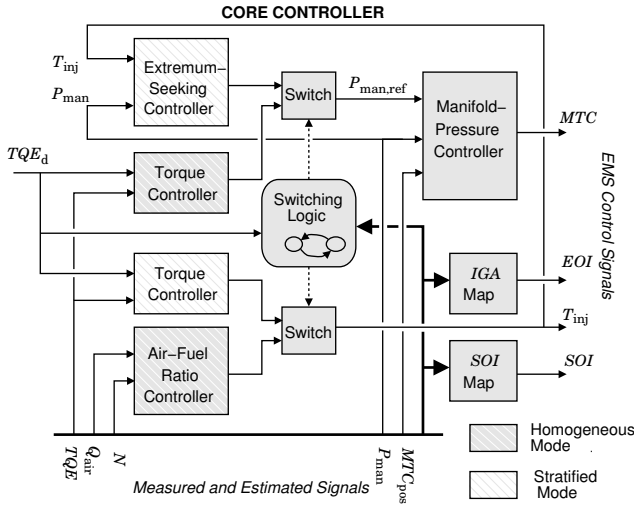 CORE CONTROLLER
T_inj
P_man
Extremum–
Seeking
Controller
Switch
P_man,ref
Manifold–
Pressure
Controller
MTC
TQE_d
Torque
Controller
Switching
Logic
EMS Control Signals
Torque
Controller
IGA
Map
EOI
Switch
T_inj
Air–Fuel
Ratio
Controller
SOI
Map
SOI
TQE
Q_air
N
P_man
MTC_pos
Measured and Estimated Signals
Homogeneous
Mode
Stratified
Mode